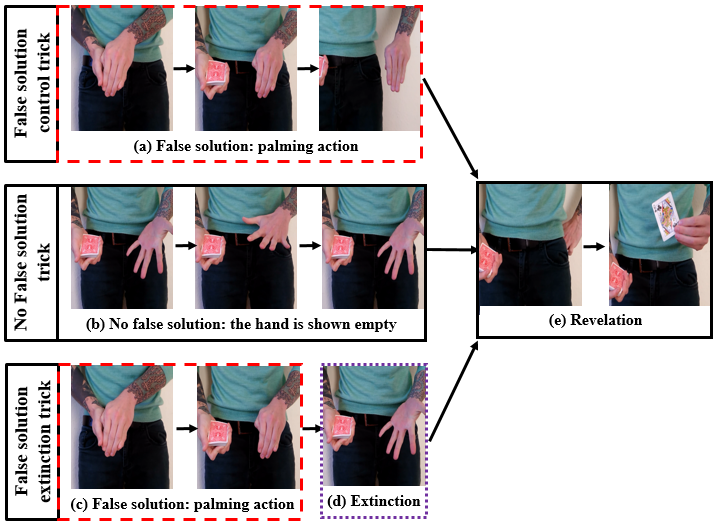 False solution
control trick
(a) False solution: palming action
No False solution
trick
(b) No false solution: the hand is shown empty
(e) Revelation
False solution
extinction trick
(c) False solution: palming action
(d) Extinction